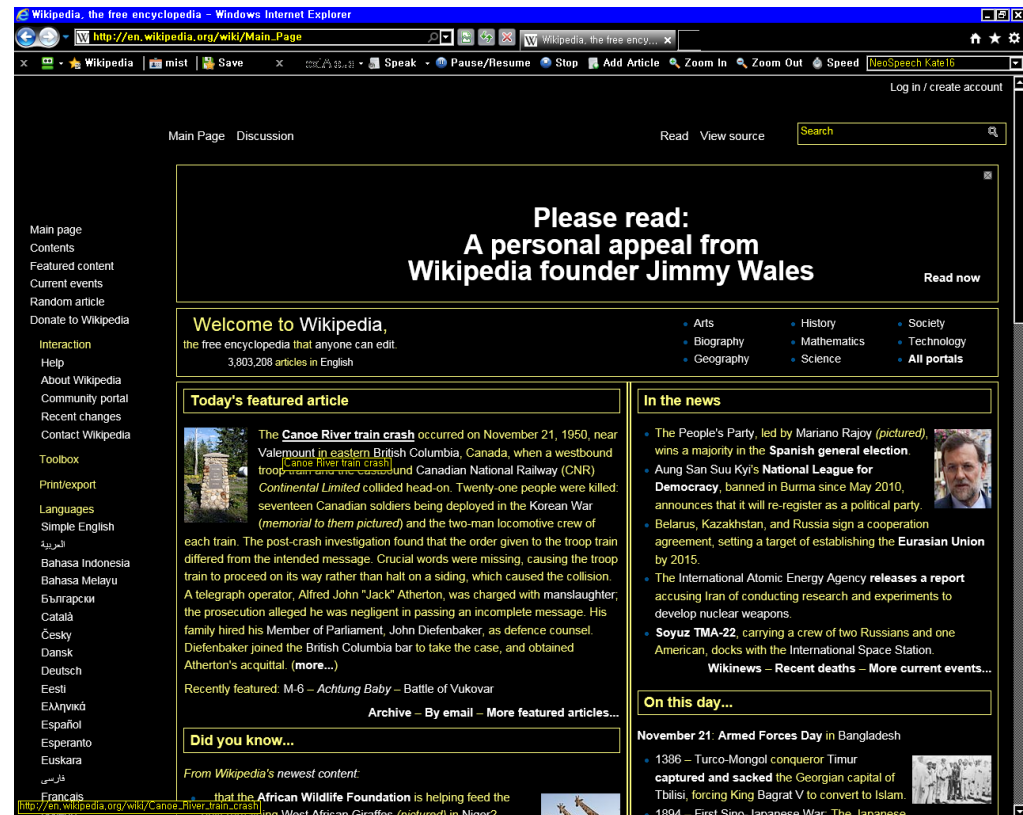 Wikipedia, the free encyclopedia - Windows Internet Explorer
http://en.wikipedia.org/wiki/Main_Page
Wikipedia, the free ency...
x Wikipedia mist Save x Speak Pause/Resume Stop Add Article Zoom In Zoom Out Speed NeoSpeech Kate16
Log in / create account
Main Page Discussion Read View source Search
Please read:
A personal appeal from
Wikipedia founder Jimmy Wales
Read now
Main page
Contents
Featured content
Current events
Random article
Donate to Wikipedia
Interaction
Help
About Wikipedia
Community portal
Recent changes
Contact Wikipedia
Toolbox
Print/export
Languages
Simple English
العربية
Bahasa Indonesia
Bahasa Melayu
Български
Català
Česky
Dansk
Deutsch
Eesti
Ελληνικά
Español
Esperanto
Euskara
فارسی
Français
http://en.wikipedia.org/wiki/Canoe_River_train_crash
Welcome to Wikipedia,
the free encyclopedia that anyone can edit.
3,803,208 articles in English
Arts
Biography
Geography
History
Mathematics
Science
Society
Technology
All portals
Today's featured article
The Canoe River train crash occurred on November 21, 1950, near
Valemount in eastern British Columbia, Canada, when a westbound
Canoe River train crash
troop train and the eastbound Canadian National Railway (CNR)
Continental Limited collided head-on. Twenty-one people were killed:
seventeen Canadian soldiers being deployed in the Korean War
(memorial to them pictured) and the two-man locomotive crew of
each train. The post-crash investigation found that the order given to the troop train
differed from the intended message. Crucial words were missing, causing the troop
train to proceed on its way rather than halt on a siding, which caused the collision.
A telegraph operator, Alfred John "Jack" Atherton, was charged with manslaughter;
the prosecution alleged he was negligent in passing an incomplete message. His
family hired his Member of Parliament, John Diefenbaker, as defence counsel.
Diefenbaker joined the British Columbia bar to take the case, and obtained
Atherton's acquittal. (more...)
Recently featured: M-6 – Achtung Baby – Battle of Vukovar
Archive – By email – More featured articles...
Did you know...
From Wikipedia's newest content:
that the African Wildlife Foundation is helping feed the
West African Giraffes (pictured) in Niger?
In the news
The People's Party, led by Mariano Rajoy (pictured),
wins a majority in the Spanish general election.
Aung San Suu Kyi's National League for
Democracy, banned in Burma since May 2010,
announces that it will re-register as a political party.
Belarus, Kazakhstan, and Russia sign a cooperation
agreement, setting a target of establishing the Eurasian Union
by 2015.
The International Atomic Energy Agency releases a report
accusing Iran of conducting research and experiments to
develop nuclear weapons.
Soyuz TMA-22, carrying a crew of two Russians and one
American, docks with the International Space Station.
Wikinews – Recent deaths – More current events...
On this day...
November 21: Armed Forces Day in Bangladesh
1386 – Turco-Mongol conqueror Timur
captured and sacked the Georgian capital of
Tbilisi, forcing King Bagrat V to convert to Islam.
1894 – First Sino-Japanese War: The Japanese